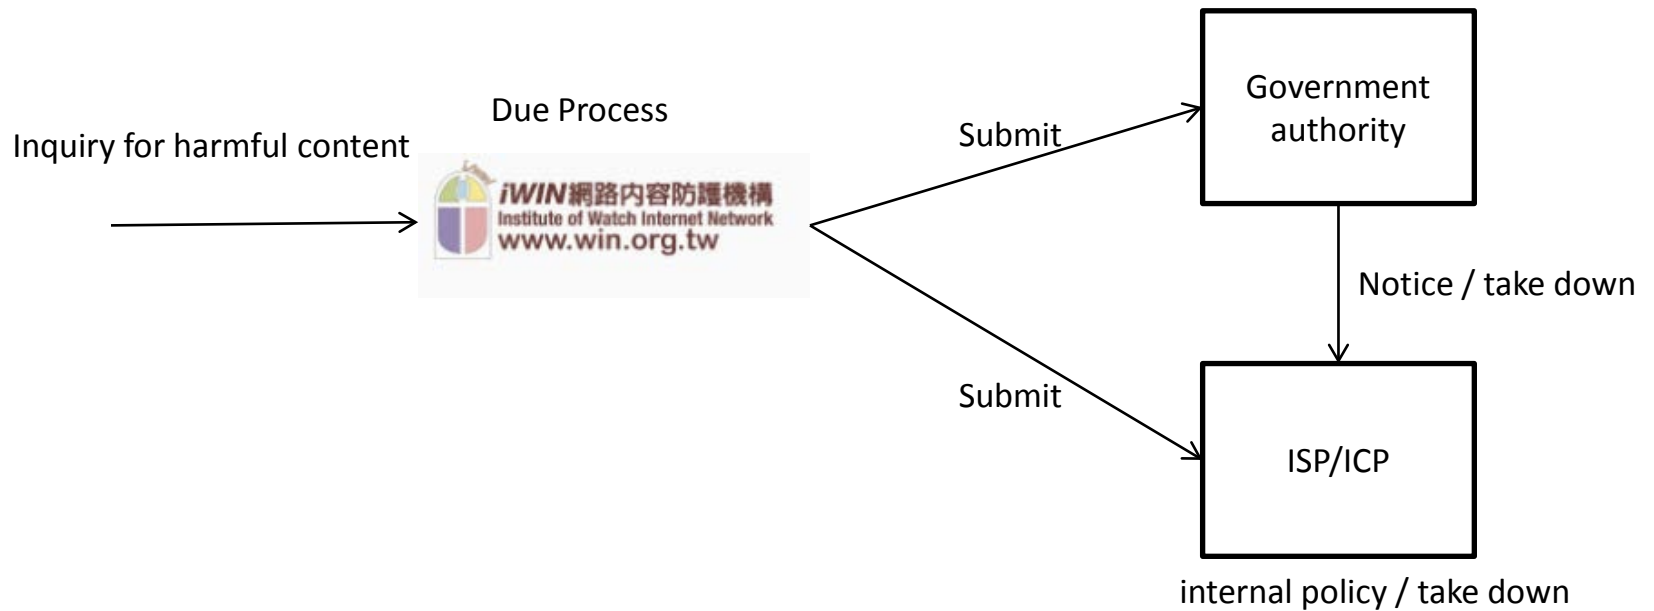 Inquiry for harmful content
Due Process
iWIN網路內容防護機構
Institute of Watch Internet Network
www.win.org.tw
Submit
Government
authority
Notice / take down
Submit
ISP/ICP
internal policy / take down